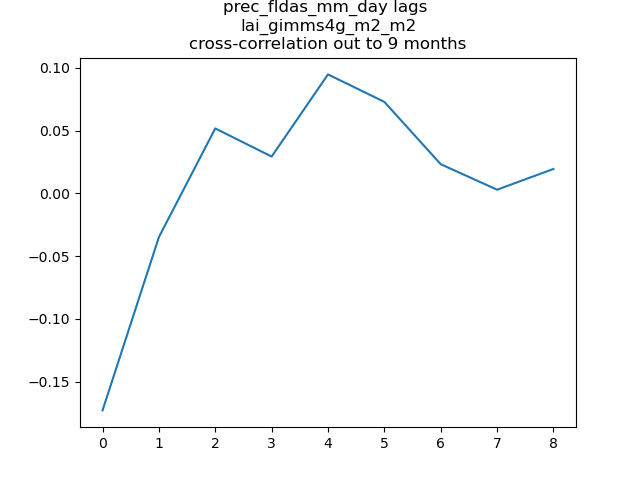 prec_fldas_mm_day lags
lai_gimms4g_m2_m2
cross-correlation out to 9 months
0.10
0.05
0.00
−0.05
−0.10
−0.15
0 1 2 3 4 5 6 7 8